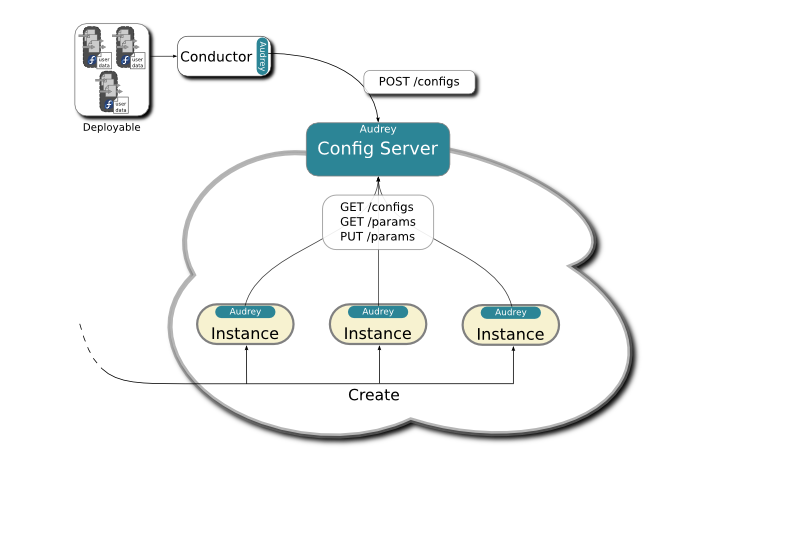 user
data
user
data
user
data
Deployable
Conductor
Audrey
POST /configs
Audrey
Config Server
GET /configs
GET /params
PUT /params
Audrey
Instance
Audrey
Instance
Audrey
Instance
Create